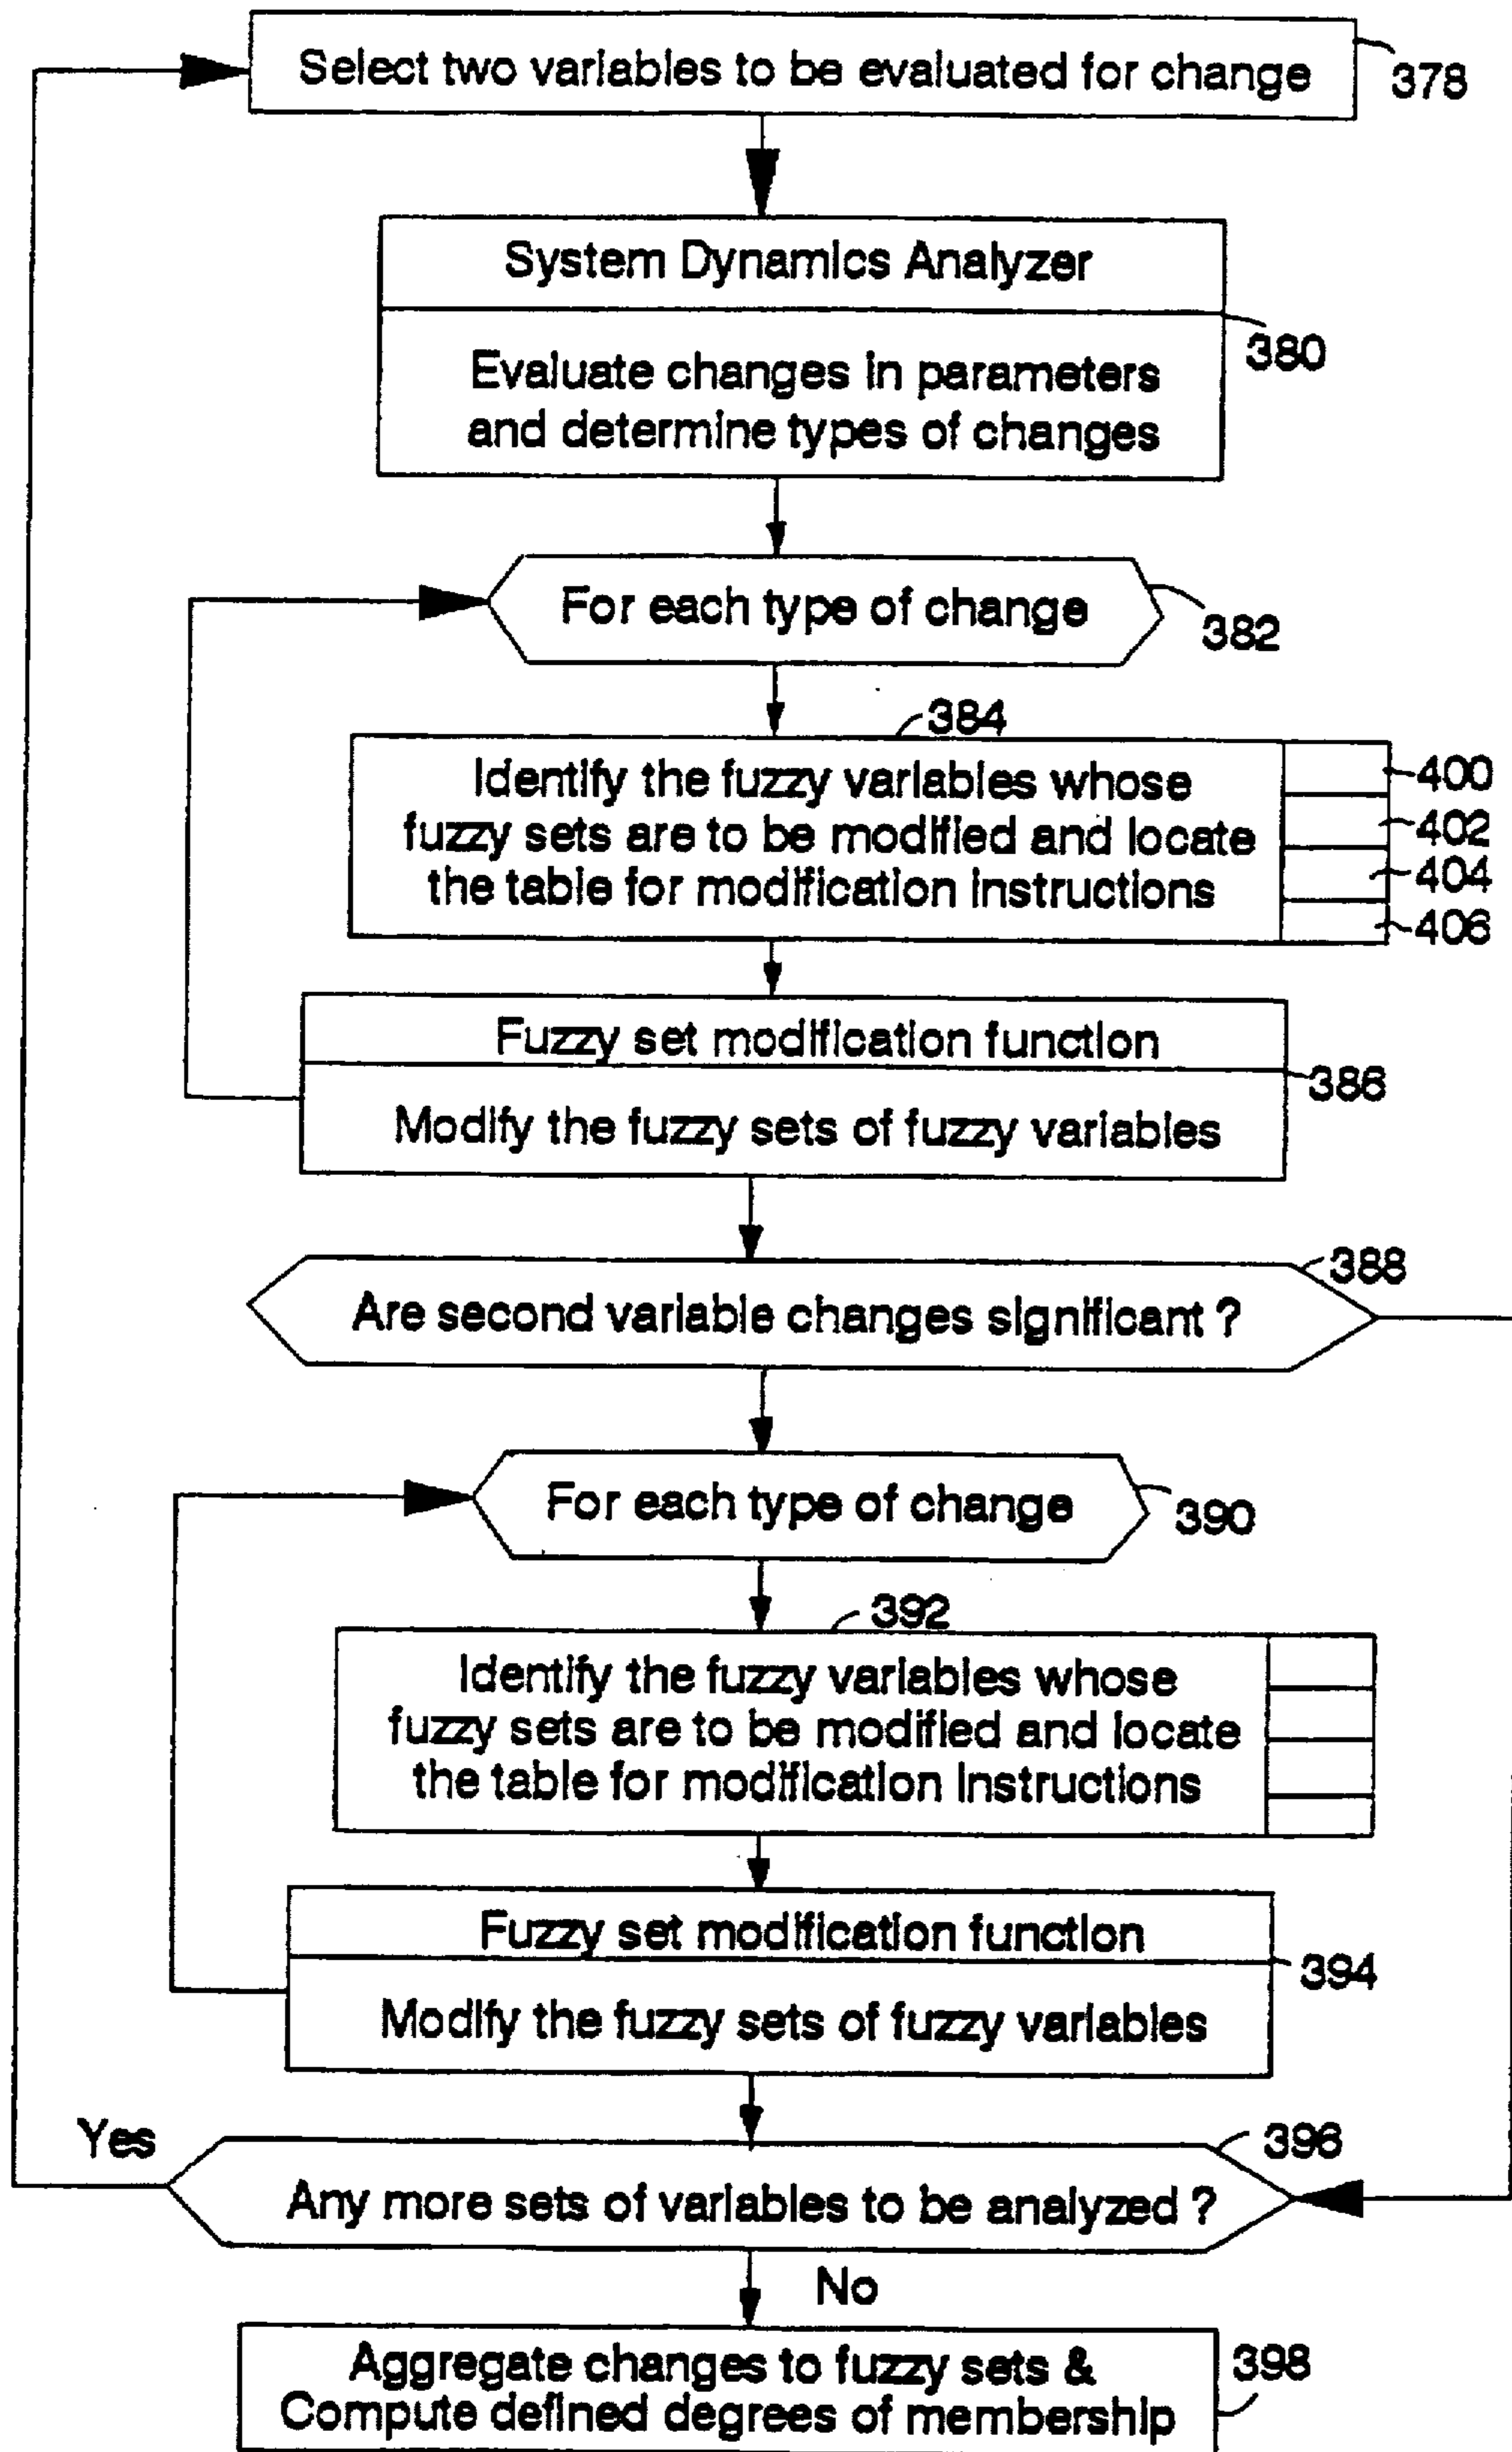 Select two variables to be evaluated for change
378
System Dynamics Analyzer
380
Evaluate changes in parameters
and determine types of changes
For each type of change
382
384
Identify the fuzzy variables whose
fuzzy sets are to be modified and locate
the table for modification instructions
400
402
404
406
Fuzzy set modification function
386
Modify the fuzzy sets of fuzzy variables
388
Are second variable changes significant ?
For each type of change
390
392
Identify the fuzzy variables whose
fuzzy sets are to be modified and locate
the table for modification instructions
Fuzzy set modification function
394
Modify the fuzzy sets of fuzzy variables
Yes
396
Any more sets of variables to be analyzed ?
No
Aggregate changes to fuzzy sets &
Compute defined degrees of membership
398